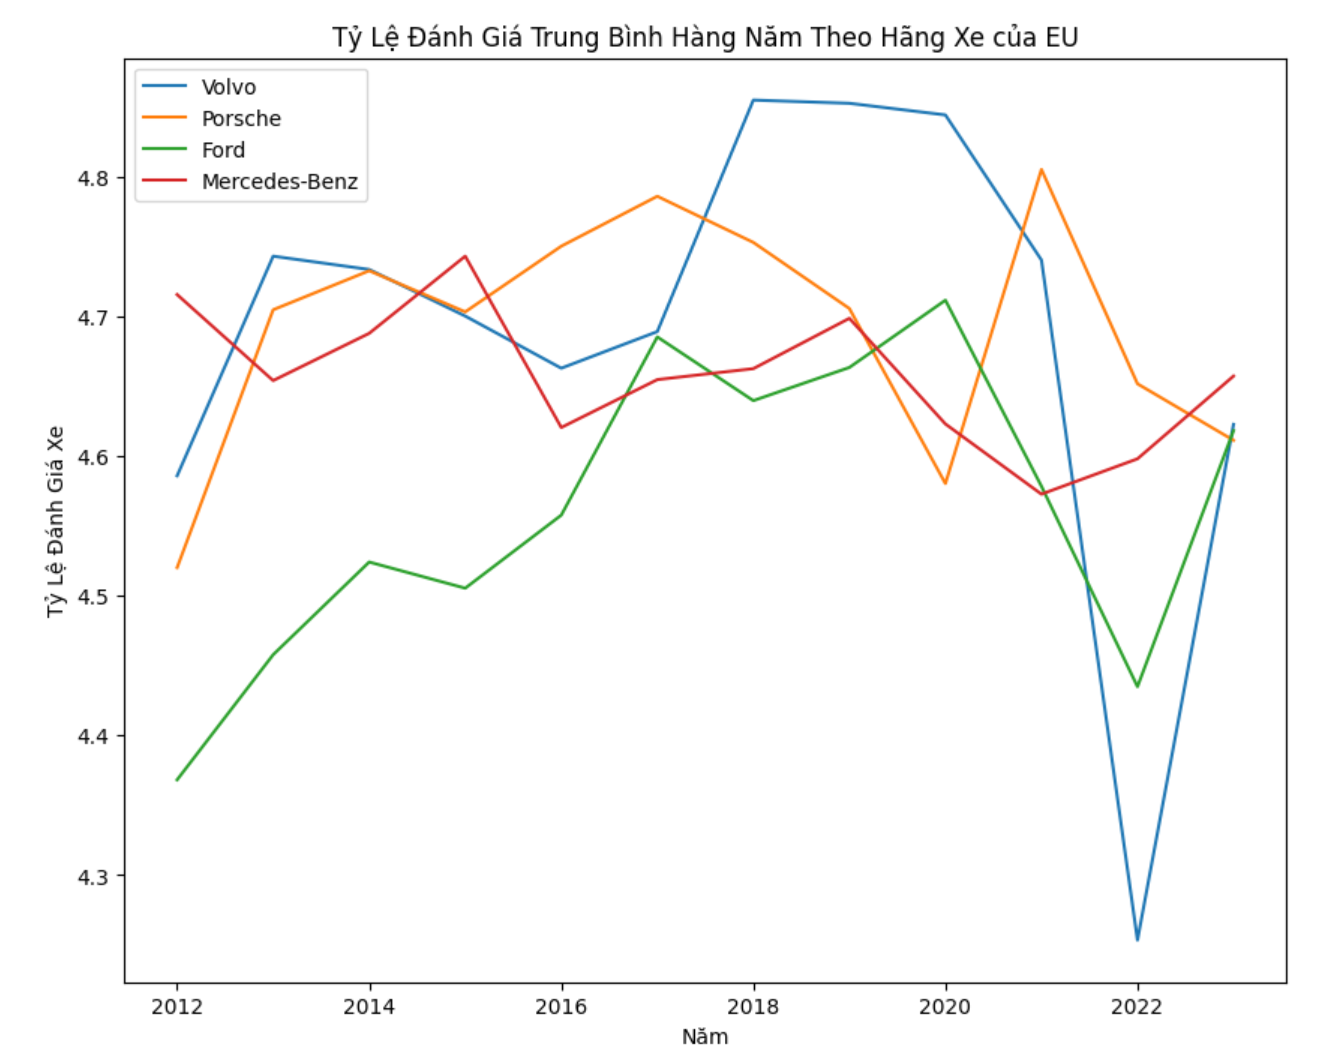 Tỷ Lệ Đánh Giá Trung Bình Hàng Năm Theo Hãng Xe của EU
Volvo
Porsche
Ford
Mercedes-Benz
Tỷ Lệ Đánh Giá Xe
4.8
4.7
4.6
4.5
4.4
4.3
2012 2014 2016 2018 2020 2022
Năm